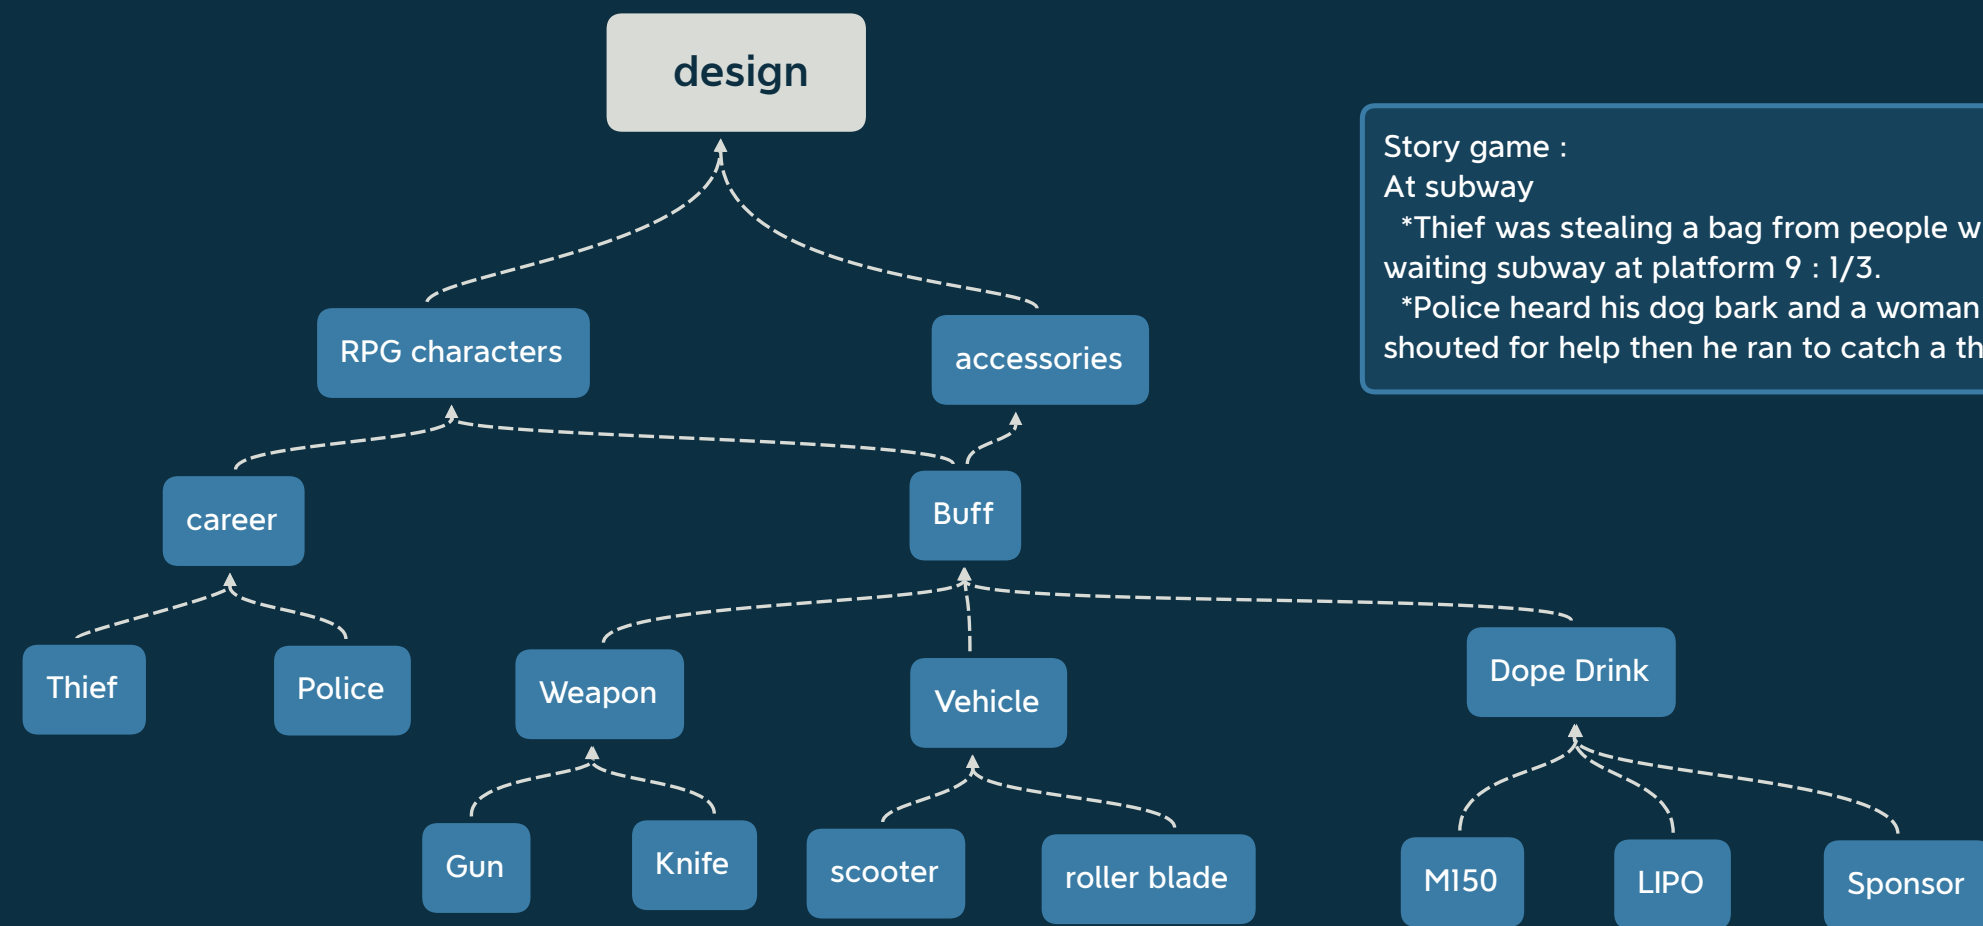 design
Story game :
At subway
*Thief was stealing a bag from people
waiting subway at platform 9 : 1/3.
*Police heard his dog bark and a woman
shouted for help then he ran to catch a
RPG characters
accessories
career
Buff
Thief
Police
Weapon
Vehicle
Dope Drink
Gun
Knife
scooter
roller blade
M150
LIPO
Sponsor